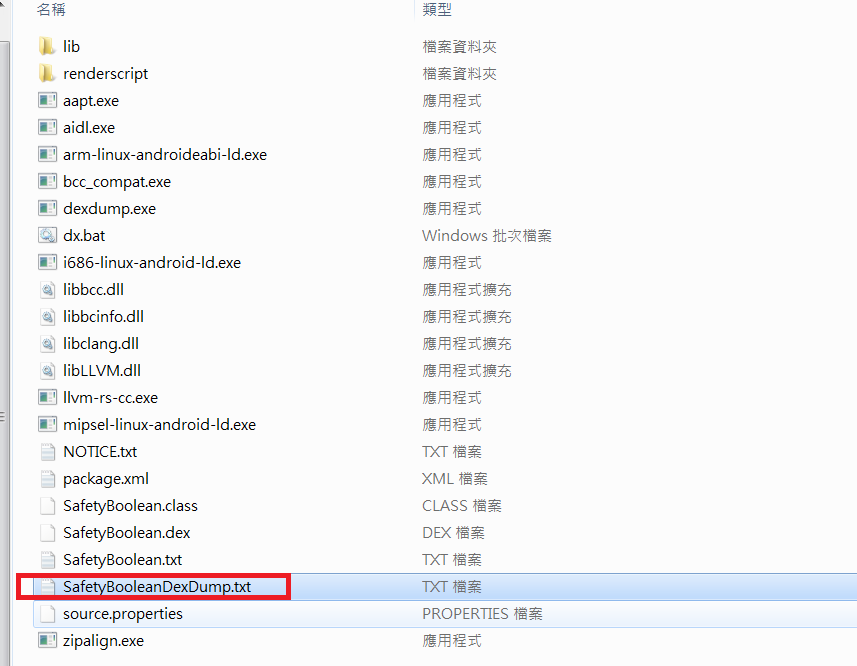 名稱 類型
lib 檔案資料夾
renderscript 檔案資料夾
aapt.exe 應用程式
aidl.exe 應用程式
arm-linux-androideabi-ld.exe 應用程式
bcc_compat.exe 應用程式
dexdump.exe 應用程式
dx.bat Windows 批次檔案
i686-linux-android-ld.exe 應用程式
libbcc.dll 應用程式擴充
libbcinfo.dll 應用程式擴充
libclang.dll 應用程式擴充
libLLVM.dll 應用程式擴充
llvm-rs-cc.exe 應用程式
mipsel-linux-android-ld.exe 應用程式
NOTICE.txt TXT 檔案
package.xml XML 檔案
SafetyBoolean.class CLASS 檔案
SafetyBoolean.dex DEX 檔案
SafetyBoolean.txt TXT 檔案
SafetyBooleanDexDump.txt TXT 檔案
source.properties PROPERTIES 檔案
zipalign.exe 應用程式